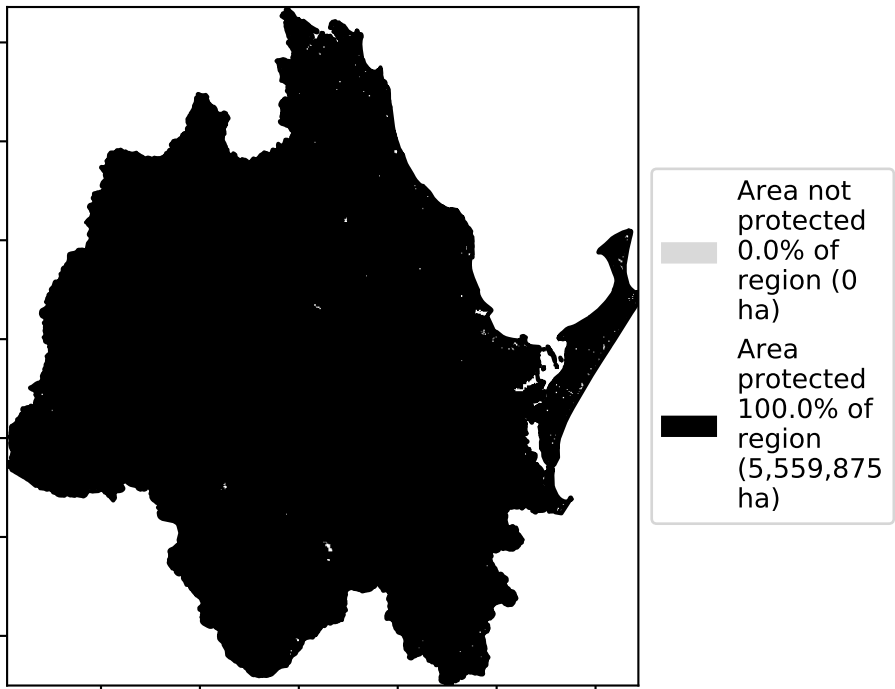 Area not
protected
0.0% of
region (0
ha)
Area
protected
100.0% of
region
(5,559,875
ha)